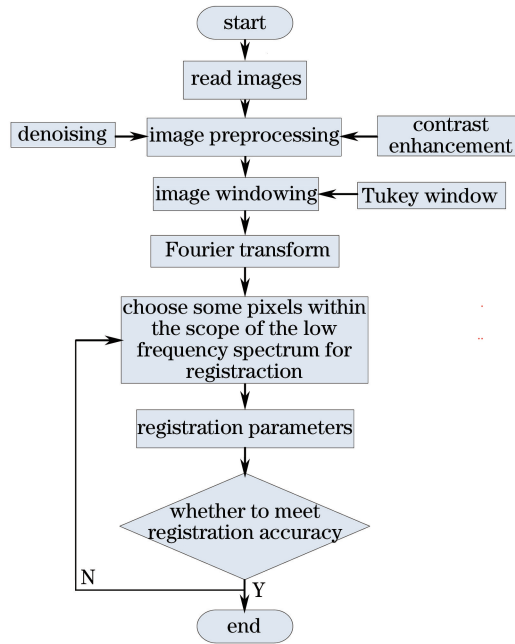 start
read images
denoising
image preprocessing
contrast
enhancement
image windowing
Tukey window
Fourier transform
choose some pixels within
the scope of the low
frequency spectrum for
registraction
registration parameters
whether to meet
registration accuracy
N
Y
end